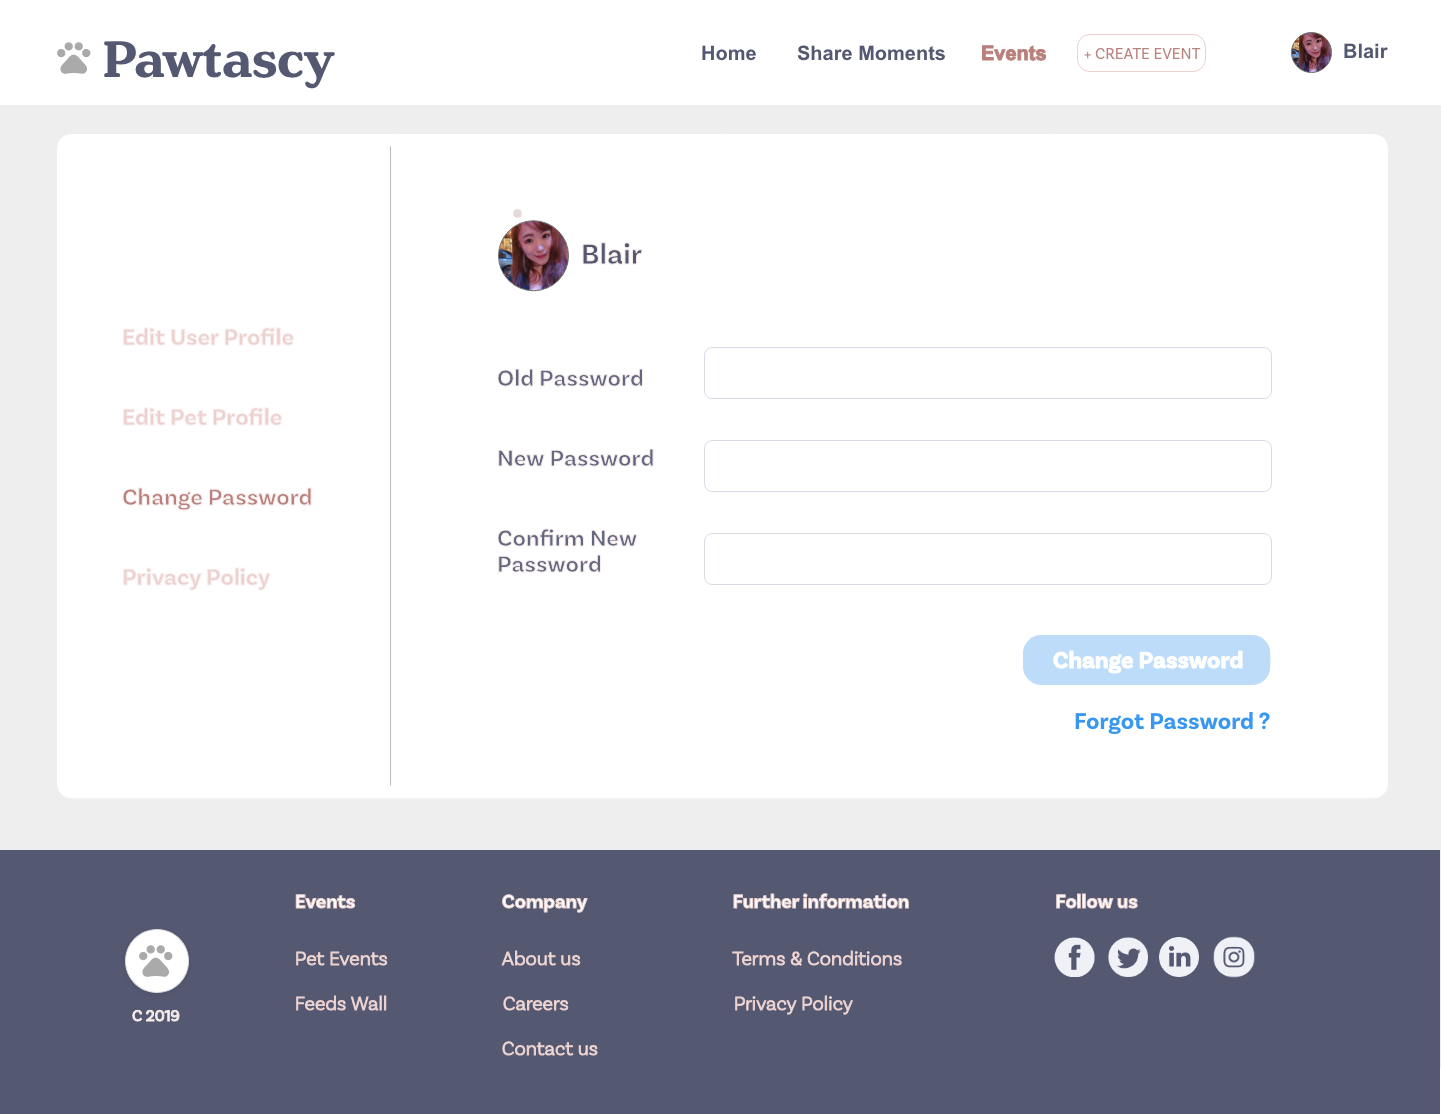 Pawtascy
Home
Share Moments
Events
+ CREATE EVENT
Blair
Edit User Profile
Edit Pet Profile
Change Password
Privacy Policy
Blair
Old Password
New Password
Confirm New
Password
Change Password
Forgot Password ?
C 2019
Events
Pet Events
Feeds Wall
Company
About us
Careers
Contact us
Further information
Terms & Conditions
Privacy Policy
Follow us